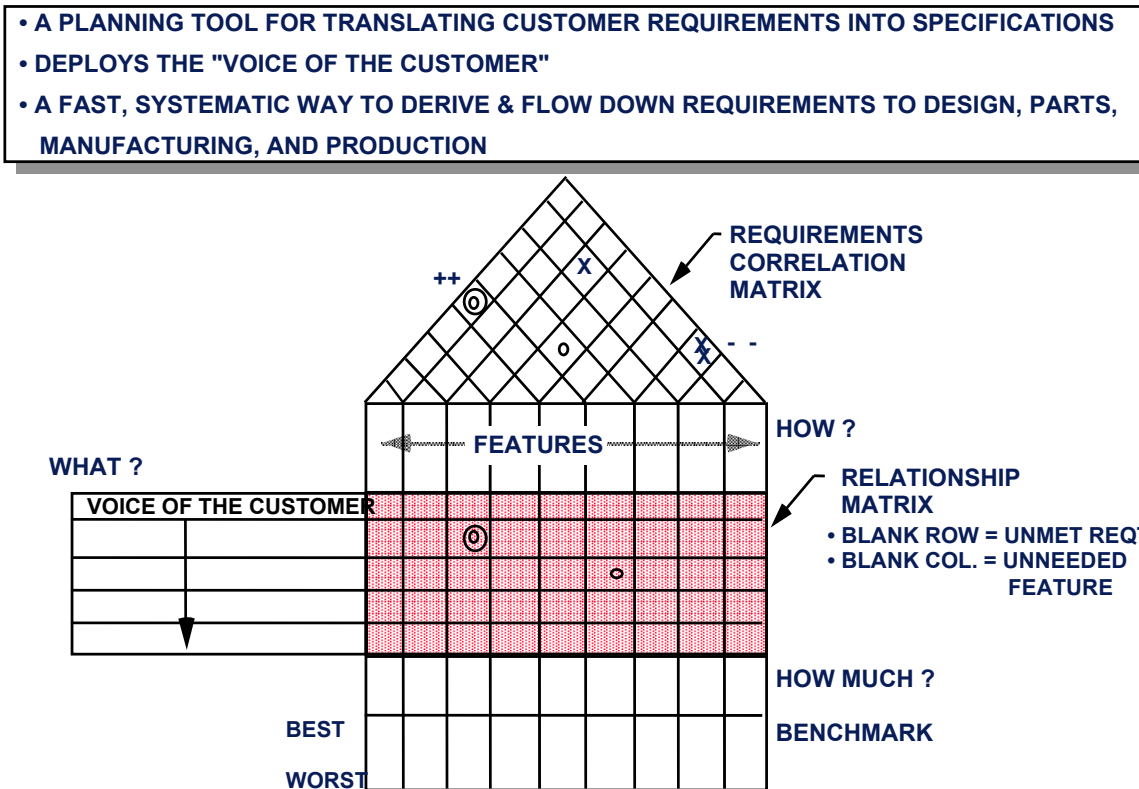 • A PLANNING TOOL FOR TRANSLATING CUSTOMER REQUIREMENTS INTO SPECIFICATIONS
• DEPLOYS THE "VOICE OF THE CUSTOMER"
• A FAST, SYSTEMATIC WAY TO DERIVE & FLOW DOWN REQUIREMENTS TO DESIGN, PARTS,
MANUFACTURING, AND PRODUCTION
REQUIREMENTS
CORRELATION
MATRIX
++
X
X - -
X
FEATURES
HOW ?
WHAT ?
VOICE OF THE CUSTOMER
RELATIONSHIP
MATRIX
• BLANK ROW = UNMET REQT
• BLANK COL. = UNNEEDED
FEATURE
HOW MUCH ?
BEST
BENCHMARK
WORST